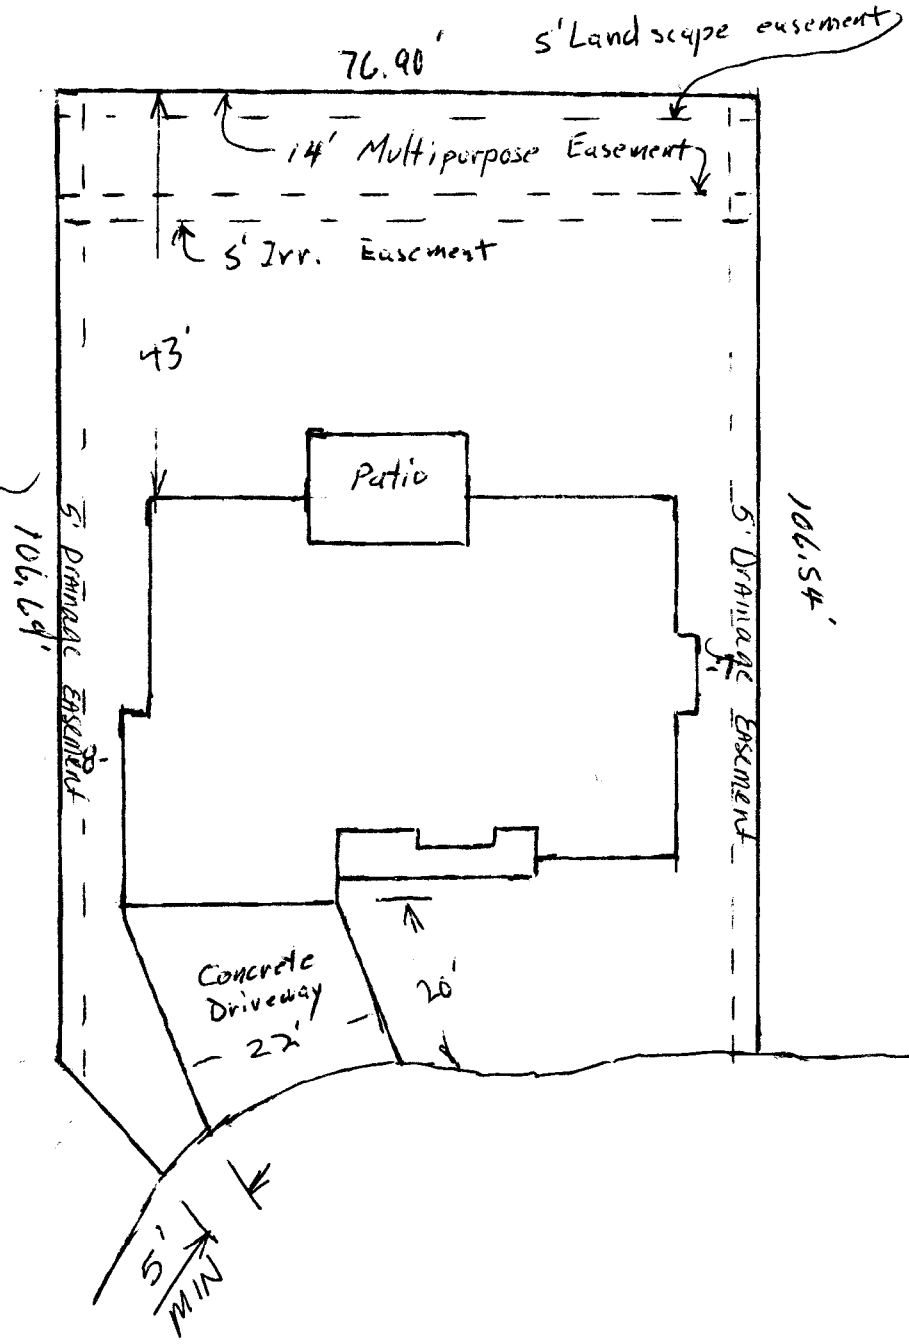 5' Landscape easement
76.90'
14' Multipurpose Easement
5' Irr. Easement
43'
Patio
5' DRAINAGE EASEMENT
106.69'
5' DRAINAGE EASEMENT
106.54'
8'
7'
Concrete
Driveway
22'
20'
5'
MIN